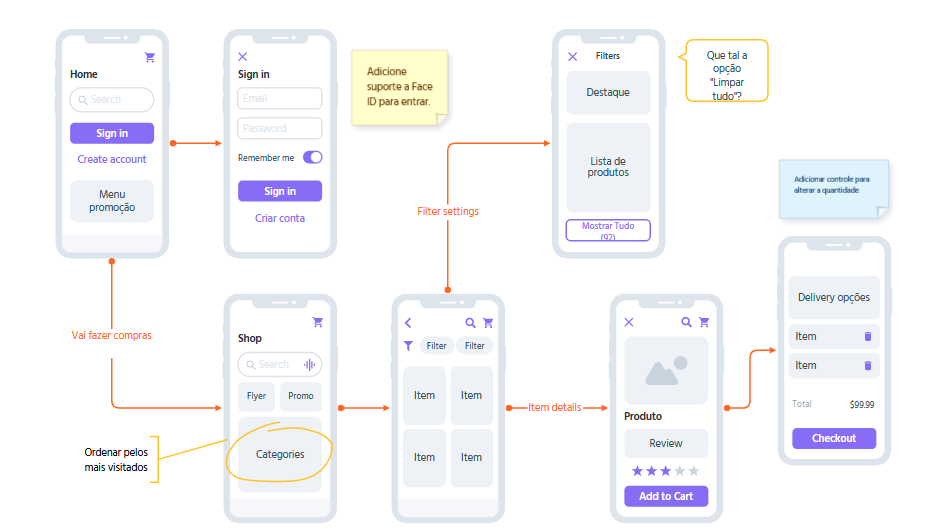 Home
Search
Sign in
Create account
Menu
promoção
Sign in
Email
Password
Remember me
Sign in
Criar conta
Adicione
suporte a Face
ID para entrar.
Filters
Destaque
Lista de
produtos
Mostrar Tudo
(92)
Que tal a
opção
"Limpar
tudo"?
Adicionar controle para
alterar a quantidade
Filter settings
Vai fazer compras
Shop
Search
Flyer
Promo
Categories
Ordenar pelos
mais visitados
Filter
Filter
Item
Item
Item
Item
Item details
Produto
Review
Add to Cart
Delivery opções
Item
Item
Total
$99.99
Checkout